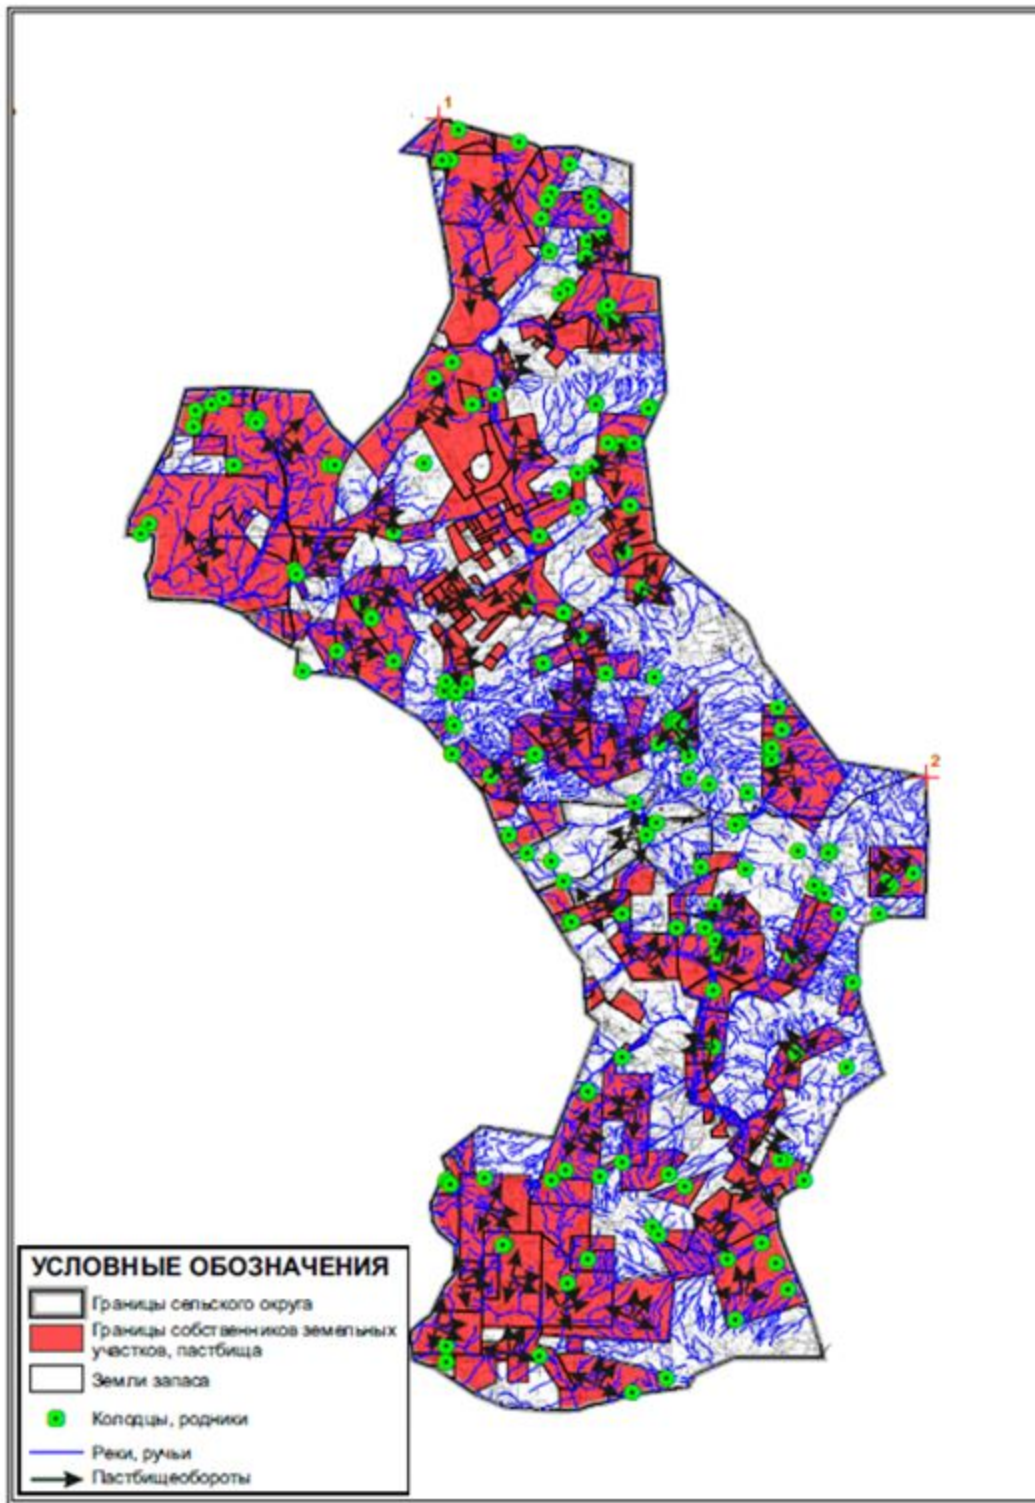 1
2
УСЛОВНЫЕ ОБОЗНАЧЕНИЯ
Границы сельского округа
Границы собственников земельных
участков, пастбища
Земли запаса
Колодцы, родники
Реки, ручьи
Пастбищеобороты